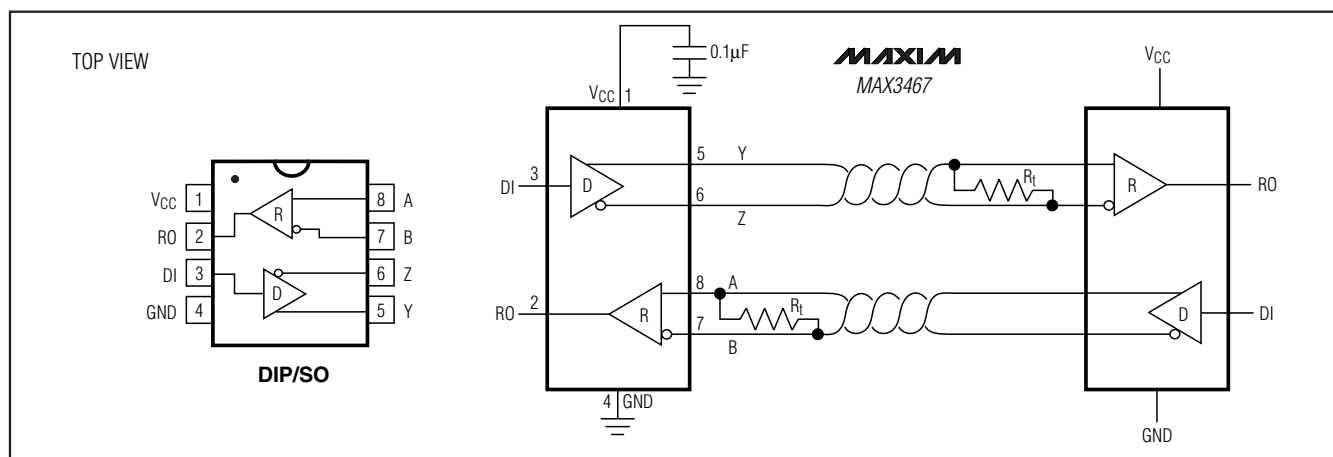 TOP VIEW
0.1µF
MAXIM
MAX3467
VCC 1
VCC
DI 3
D
5 Y
6
Z
Rt
R
RO
RO 2
R
8 A
7
B
Rt
D
DI
4 GND
GND
VCC 1
RO 2
DI 3
GND 4
R
D
8 A
7 B
6 Z
5 Y
DIP/SO